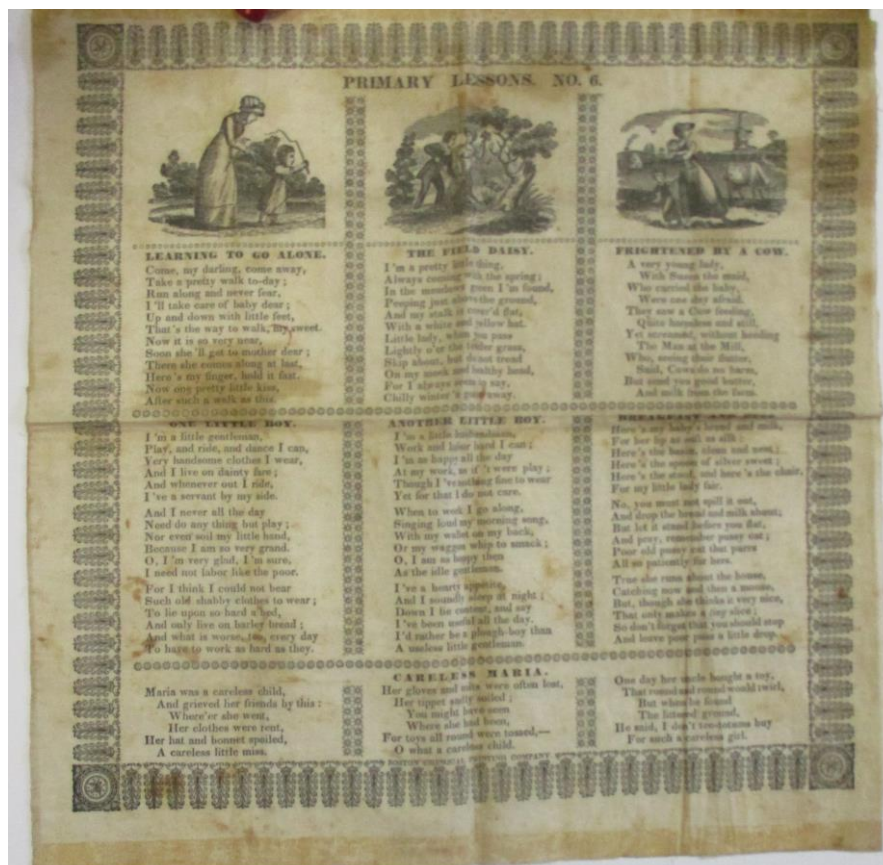 PRIMARY LESSONS. NO. 6.
LEARNING TO GO ALONE.
Come, my darling, come away,
Take a pretty walk to-day;
Run along and never fear,
I'll take care of baby dear;
Up and down with little feet,
That's the way to walk, my sweet.
Now it is so very near,
Soon she'll get to mother dear;
There she comes along at last,
Here's my finger, hold it fast.
Now one pretty little kiss,
After such a walk as this.
THE FIELD DAISY.
I'm a pretty little thing,
Always coming with the spring;
In the meadows green I'm found,
Peeping just above the ground,
And my stalk is cover'd flat,
With a white and yellow hat.
Little lady, when you pass
Lightly o'er the tender grass,
Skip about, but do not tread
On my meek and healthy head,
For I always seem to say,
Chilly winter's gone away.
FRIGHTENED BY A COW.
A very young lady,
With Susan the maid,
Who carried the baby,
Were one day afraid.
They saw a Cow feeding,
Quite harmless and still,
Yet screamed, without heeding
The Man at the Mill,
Who, seeing their flutter,
Said, Cows do no harm,
But send you good butter,
And milk from the farm.
ONE LITTLE BOY.
I'm a little gentleman,
Play, and ride, and dance I can,
Very handsome clothes I wear,
And I live on dainty fare;
And whenever out I ride,
I've a servant by my side.
And I never all the day
Need do any thing but play;
Nor even soil my little hand,
Because I am so very grand.
O, I'm very glad, I'm sure,
I need not labor like the poor.
For I think I could not bear
Such old shabby clothes to wear;
To lie upon so hard a bed,
And only live on barley bread;
And what is worse, too, every day
To have to work as hard as they.
ANOTHER LITTLE BOY.
I'm a little husbandman,
Work and labor hard I can;
I'm as happy all the day
At my work as if 't were play;
Though I've nothing fine to wear
Yet for that I do not care.
When to work I go along,
Singing loud my morning song,
With my wallet on my back,
Or my waggon whip to smack;
O, I am as happy then
As the idle gentlemen.
I've a hearty appetite,
And I soundly sleep at night;
Down I lie content, and say
I've been useful all the day.
I'd rather be a plough-boy than
A useless little gentleman.
BREAKFAST AND
Here's my baby's bread and milk,
For her lip as soft as silk;
Here's the basin clean and neat;
Here's the spoon of silver sweet;
Here's the stool, and here's the chair,
For my little lady fair.
No, you must not spill it out,
And drop the bread and milk about;
But let it stand before you flat,
And pray, remember pussy cat;
Poor old pussy cat that purrs
All so patiently for hers.
True she runs about the house,
Catching now and then a mouse,
But, though she thinks it very nice,
That only makes a tiny slice;
So don't forget that you should stop
And leave poor puss a little drop.
CARELESS MARIA.
Maria was a careless child,
And grieved her friends by this:
Where'er she went,
Her clothes were rent,
Her hat and bonnet spoiled,
A careless little miss.
Her gloves and mits were often lost,
Her tippet sadly soiled;
You might have seen
Where she had been,
For toys all round were tossed,—
O what a careless child.
One day her uncle bought a toy,
That round and round would twirl,
But when he found
The littered ground,
He said, I don't tee-totums buy
For such a careless girl.
BOSTON CHEMICAL PRINTING COMPANY